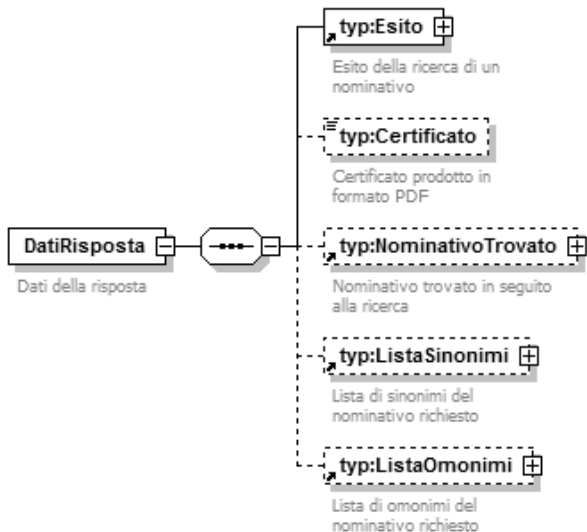 typ:Esito
Esito della ricerca di un
nominativo
typ:Certificato
Certificato prodotto in
formato PDF
DatiRisposta
Dati della risposta
typ:NominativoTrovato
Nominativo trovato in seguito
alla ricerca
typ:ListaSinonimi
Lista di sinonimi del
nominativo richiesto
typ:ListaOmonimi
Lista di omonimi del
nominativo richiesto